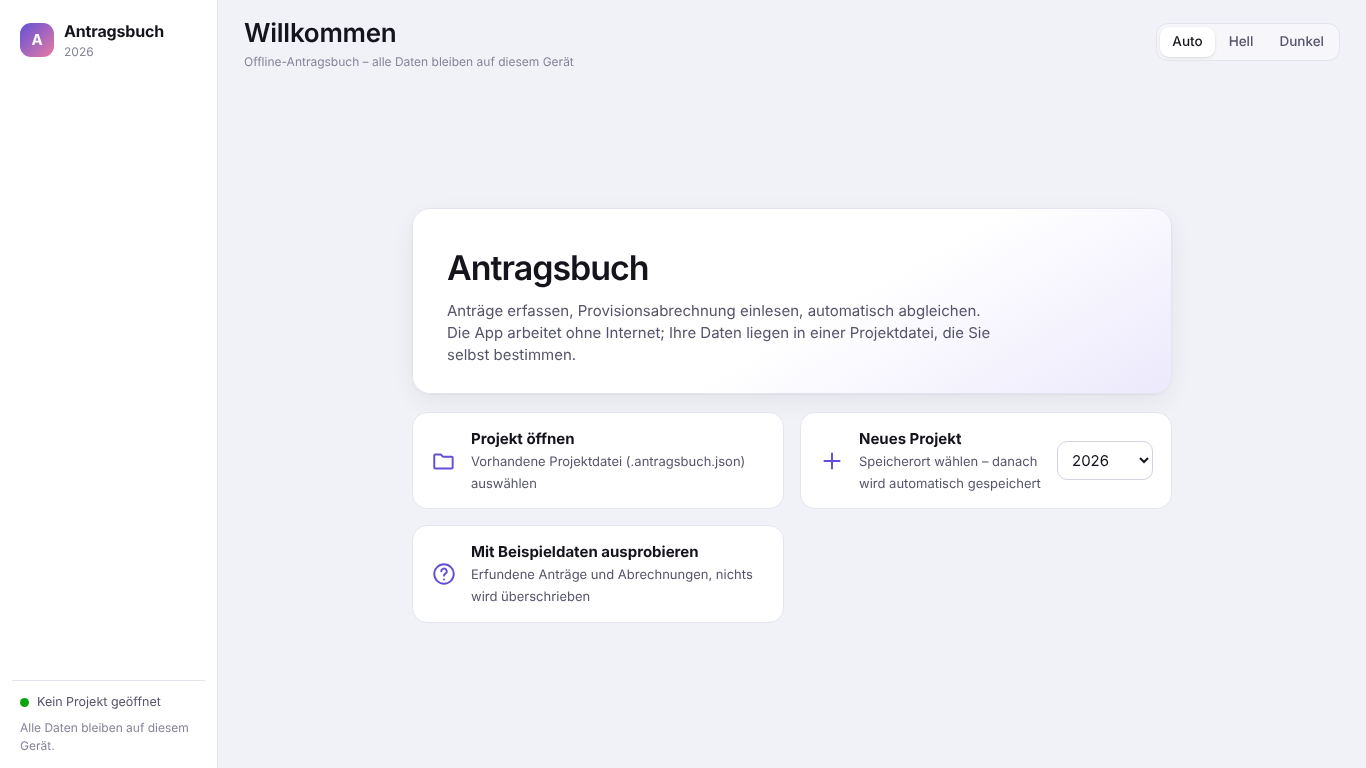 A
Antragsbuch
2026
Willkommen
Offline-Antragsbuch – alle Daten bleiben auf diesem Gerät
Auto
Hell
Dunkel
Antragsbuch
Anträge erfassen, Provisionsabrechnung einlesen, automatisch abgleichen.
Die App arbeitet ohne Internet; Ihre Daten liegen in einer Projektdatei, die Sie
selbst bestimmen.
Projekt öffnen
Vorhandene Projektdatei (.antragsbuch.json)
auswählen
Neues Projekt
Speicherort wählen – danach
wird automatisch gespeichert
2026
Mit Beispieldaten ausprobieren
Erfundene Anträge und Abrechnungen, nichts
wird überschrieben
Kein Projekt geöffnet
Alle Daten bleiben auf diesem
Gerät.